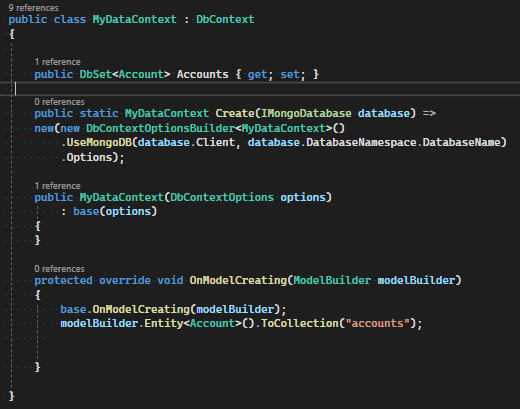 9 references
public class MyDataContext : DbContext
{
1 reference
public DbSet<Account> Accounts { get; set; }
0 references
public static MyDataContext Create(IMongoDatabase database) =>
new(new DbContextOptionsBuilder<MyDataContext>()
.UseMongoDB(database.Client, database.DatabaseNamespace.DatabaseName)
.Options);
1 reference
public MyDataContext(DbContextOptions options)
: base(options)
{
}
0 references
protected override void OnModelCreating(ModelBuilder modelBuilder)
{
base.OnModelCreating(modelBuilder);
modelBuilder.Entity<Account>().ToCollection("accounts");
}
}